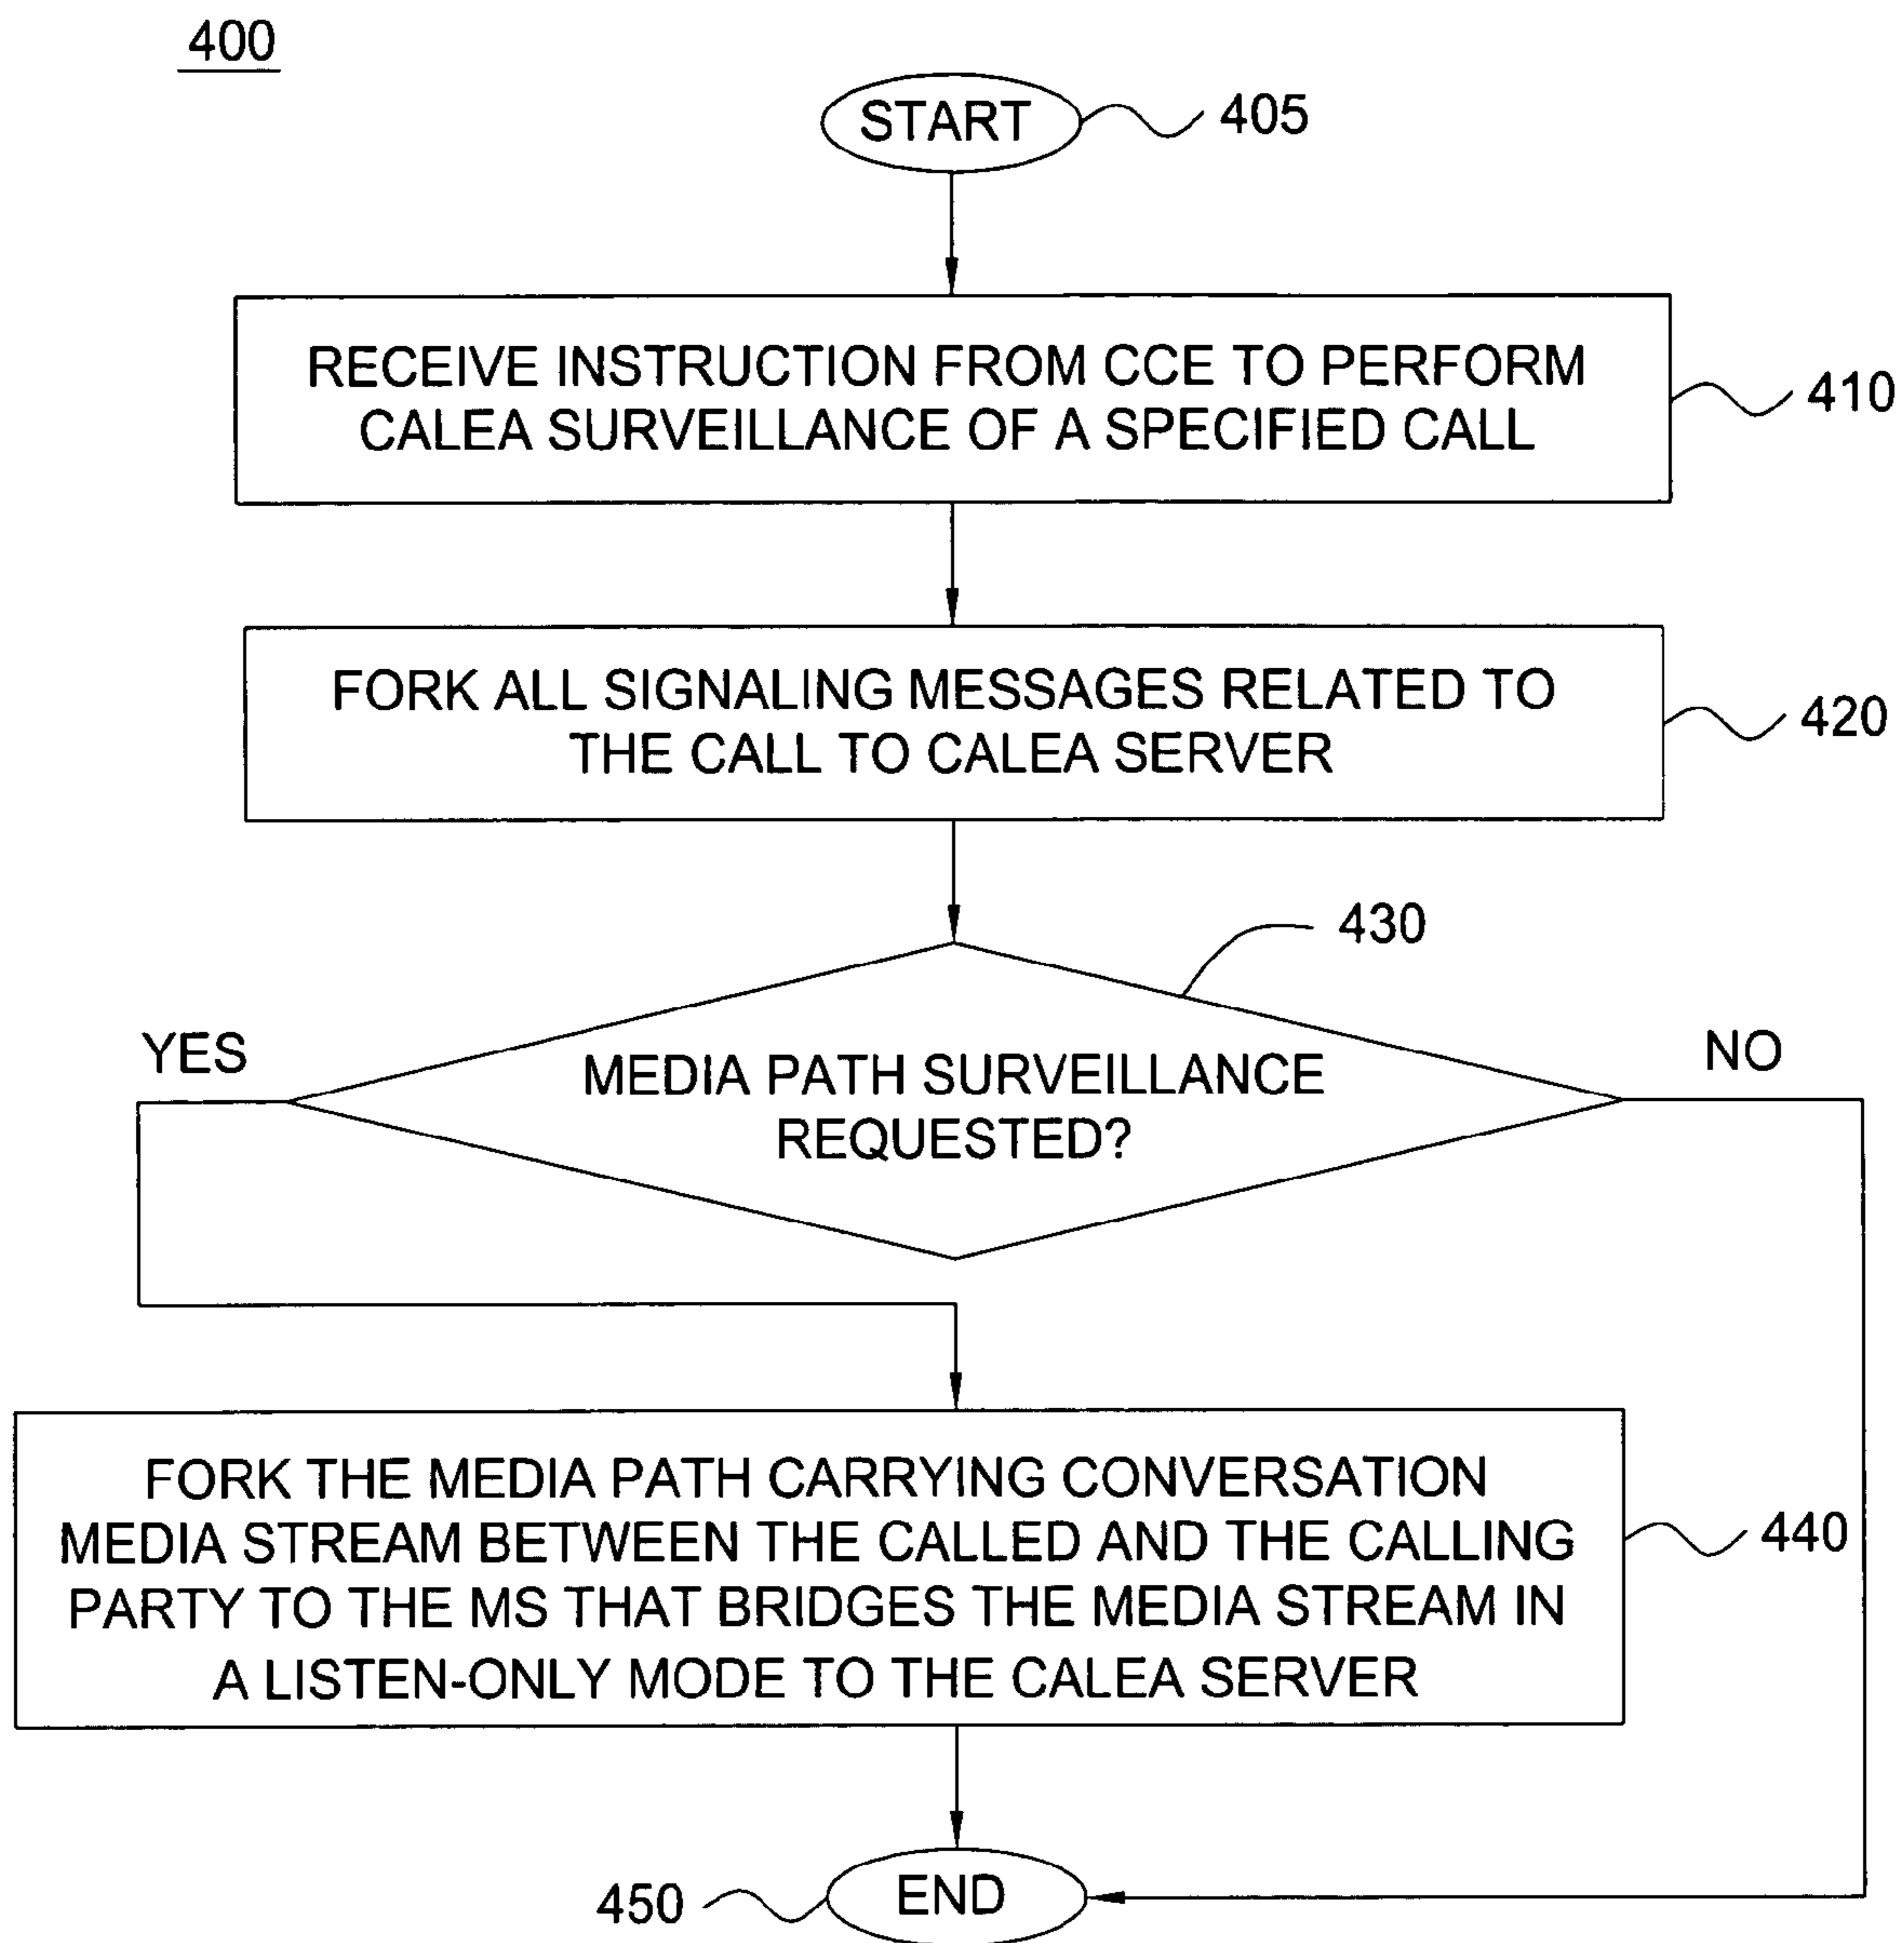 400
START
405
RECEIVE INSTRUCTION FROM CCE TO PERFORM
CALEA SURVEILLANCE OF A SPECIFIED CALL
410
FORK ALL SIGNALING MESSAGES RELATED TO
THE CALL TO CALEA SERVER
420
430
YES
NO
MEDIA PATH SURVEILLANCE
REQUESTED?
FORK THE MEDIA PATH CARRYING CONVERSATION
MEDIA STREAM BETWEEN THE CALLED AND THE CALLING
PARTY TO THE MS THAT BRIDGES THE MEDIA STREAM IN
A LISTEN-ONLY MODE TO THE CALEA SERVER
440
450
END